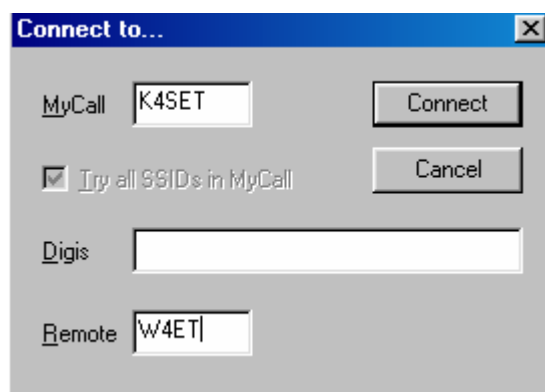 Connect to...
MyCall K4SET Connect
Try all SSIDs in MyCall Cancel
Digis
Remote W4ET